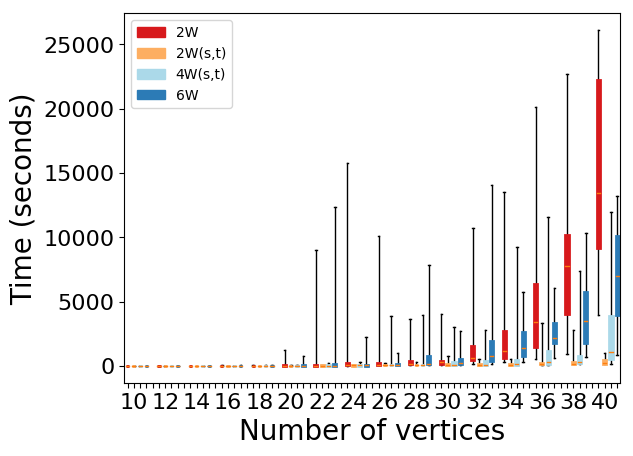 2W
2W(s,t)
4W(s,t)
6W
Time (seconds)
25000
20000
15000
10000
5000
0
10 12 14 16 18 20 22 24 26 28 30 32 34 36 38 40
Number of vertices